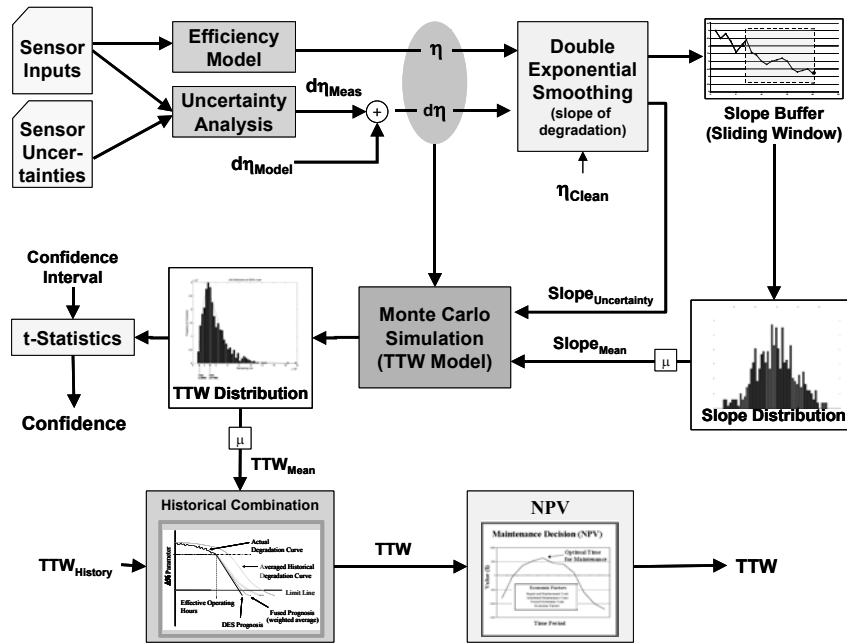 Sensor
Inputs
Efficiency
Model
η
Double
Exponential
Smoothing
(slope of
degradation)
Slope Buffer
(Sliding Window)
Sensor
Uncer-
tainties
Uncertainty
Analysis
dηMeas
+
dη
dηModel
ηClean
Confidence
Interval
t-Statistics
Confidence
TTW Distribution
Monte Carlo
Simulation
(TTW Model)
SlopeUncertainty
SlopeMean
μ
Slope Distribution
μ
TTWMean
Historical Combination
Actual
Degradation Curve
Averaged Historical
Degradation Curve
Limit Line
Effective Operating
Hours
Fused Prognosis
(weighted average)
DES Prognosis
TTWHistory
TTW
NPV
Maintenance Decision (NPV)
Optimal Time
for Maintenance
Value ($)
Economic Factors
Time Period
TTW